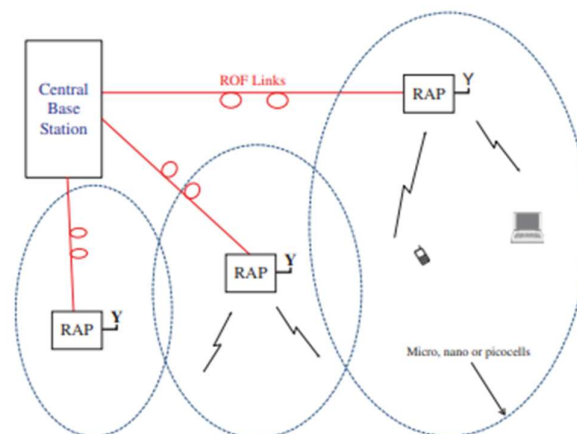 Central
Base
Station
ROF Links
RAP
Y
RAP
Y
RAP
Y
Micro, nano or picocells